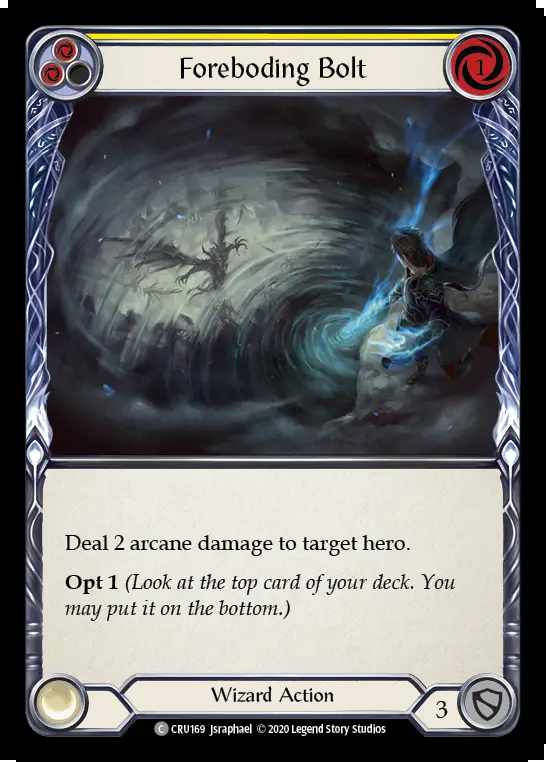 Foreboding Bolt
1
Deal 2 arcane damage to target hero.
Opt 1 (Look at the top card of your deck. You
may put it on the bottom.)
Wizard Action
3
C CRU169 Jsraphael © 2020 Legend Story Studios